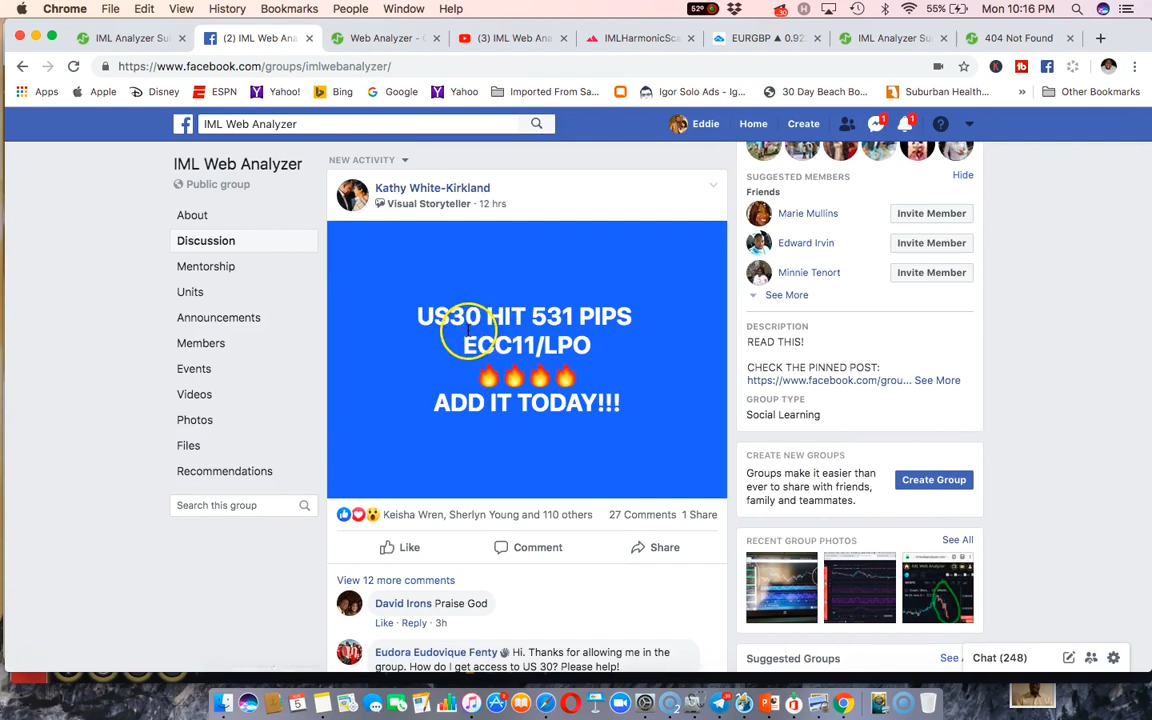 Chrome File Edit View History Bookmarks People Window Help 52° 30 55% Mon 10:16 PM
IML Analyzer Su (2) IML Web Ana Web Analyzer - (3) IML Web An IMLHarmonicSca EURGBP ▲ 0.92 IML Analyzer Su 404 Not Found
https://www.facebook.com/groups/imlwebanalyzer/
Apps Apple Disney ESPN Yahoo! Bing Google Yahoo Imported From Sa... Igor Solo Ads - Ig... 30 Day Beach Bo... Suburban Health... » Other Bookmarks
IML Web Analyzer Eddie Home Create 1 1
IML Web Analyzer
Public group
About
Discussion
Mentorship
Units
Announcements
Members
Events
Videos
Photos
Files
Recommendations
Search this group
NEW ACTIVITY
Kathy White-Kirkland
Visual Storyteller · 12 hrs
US30 HIT 531 PIPS
ECC11/LPO
🔥🔥🔥🔥
ADD IT TODAY!!!
Keisha Wren, Sherlyn Young and 110 others 27 Comments 1 Share
Like Comment Share
View 12 more comments
David Irons Praise God
Like · Reply · 3h
Eudora Eudovique Fenty Hi. Thanks for allowing me in the
group. How do I get access to US 30? Please help!
SUGGESTED MEMBERS Hide
Friends
Marie Mullins Invite Member
Edward Irvin Invite Member
Minnie Tenort Invite Member
See More
DESCRIPTION
READ THIS!
CHECK THE PINNED POST:
https://www.facebook.com/grou... See More
GROUP TYPE
Social Learning
CREATE NEW GROUPS
Groups make it easier than
ever to share with friends,
family and teammates.
Create Group
RECENT GROUP PHOTOS See All
Suggested Groups See
Chat (248)